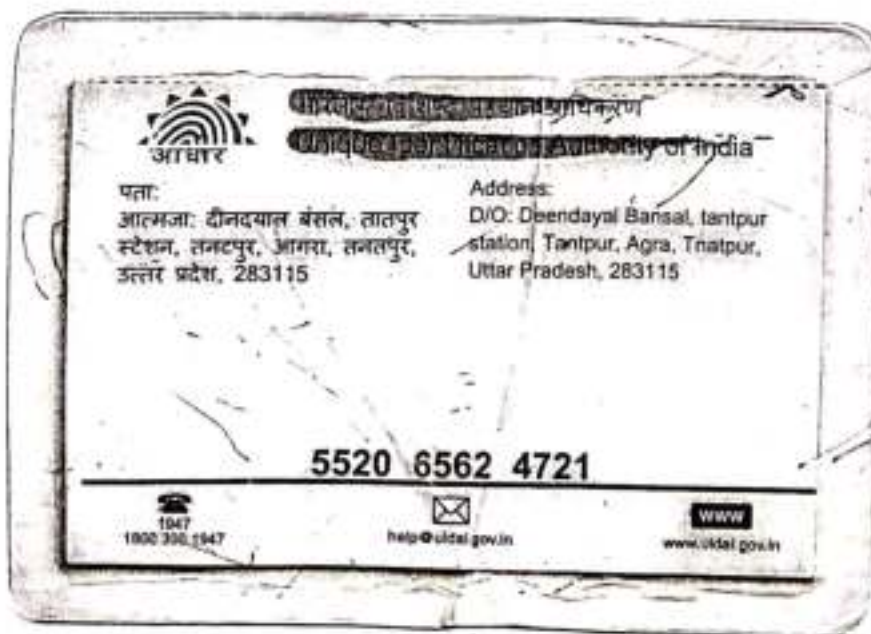 आधार
प्राधिकरण
Authority of India
पता:
आत्मजा: दीनदयाल बंसल, तातपुर
स्टेशन, तनटपुर, आगरा, तनतपुर,
उत्तर प्रदेश, 283115
Address:
D/O: Deendayal Bansal, tantpur
station, Tantpur, Agra, Tnatpur,
Uttar Pradesh, 283115
5520 6562 4721
1947
1800 300 1947
help@uidai.gov.in
www
www.uidai.gov.in